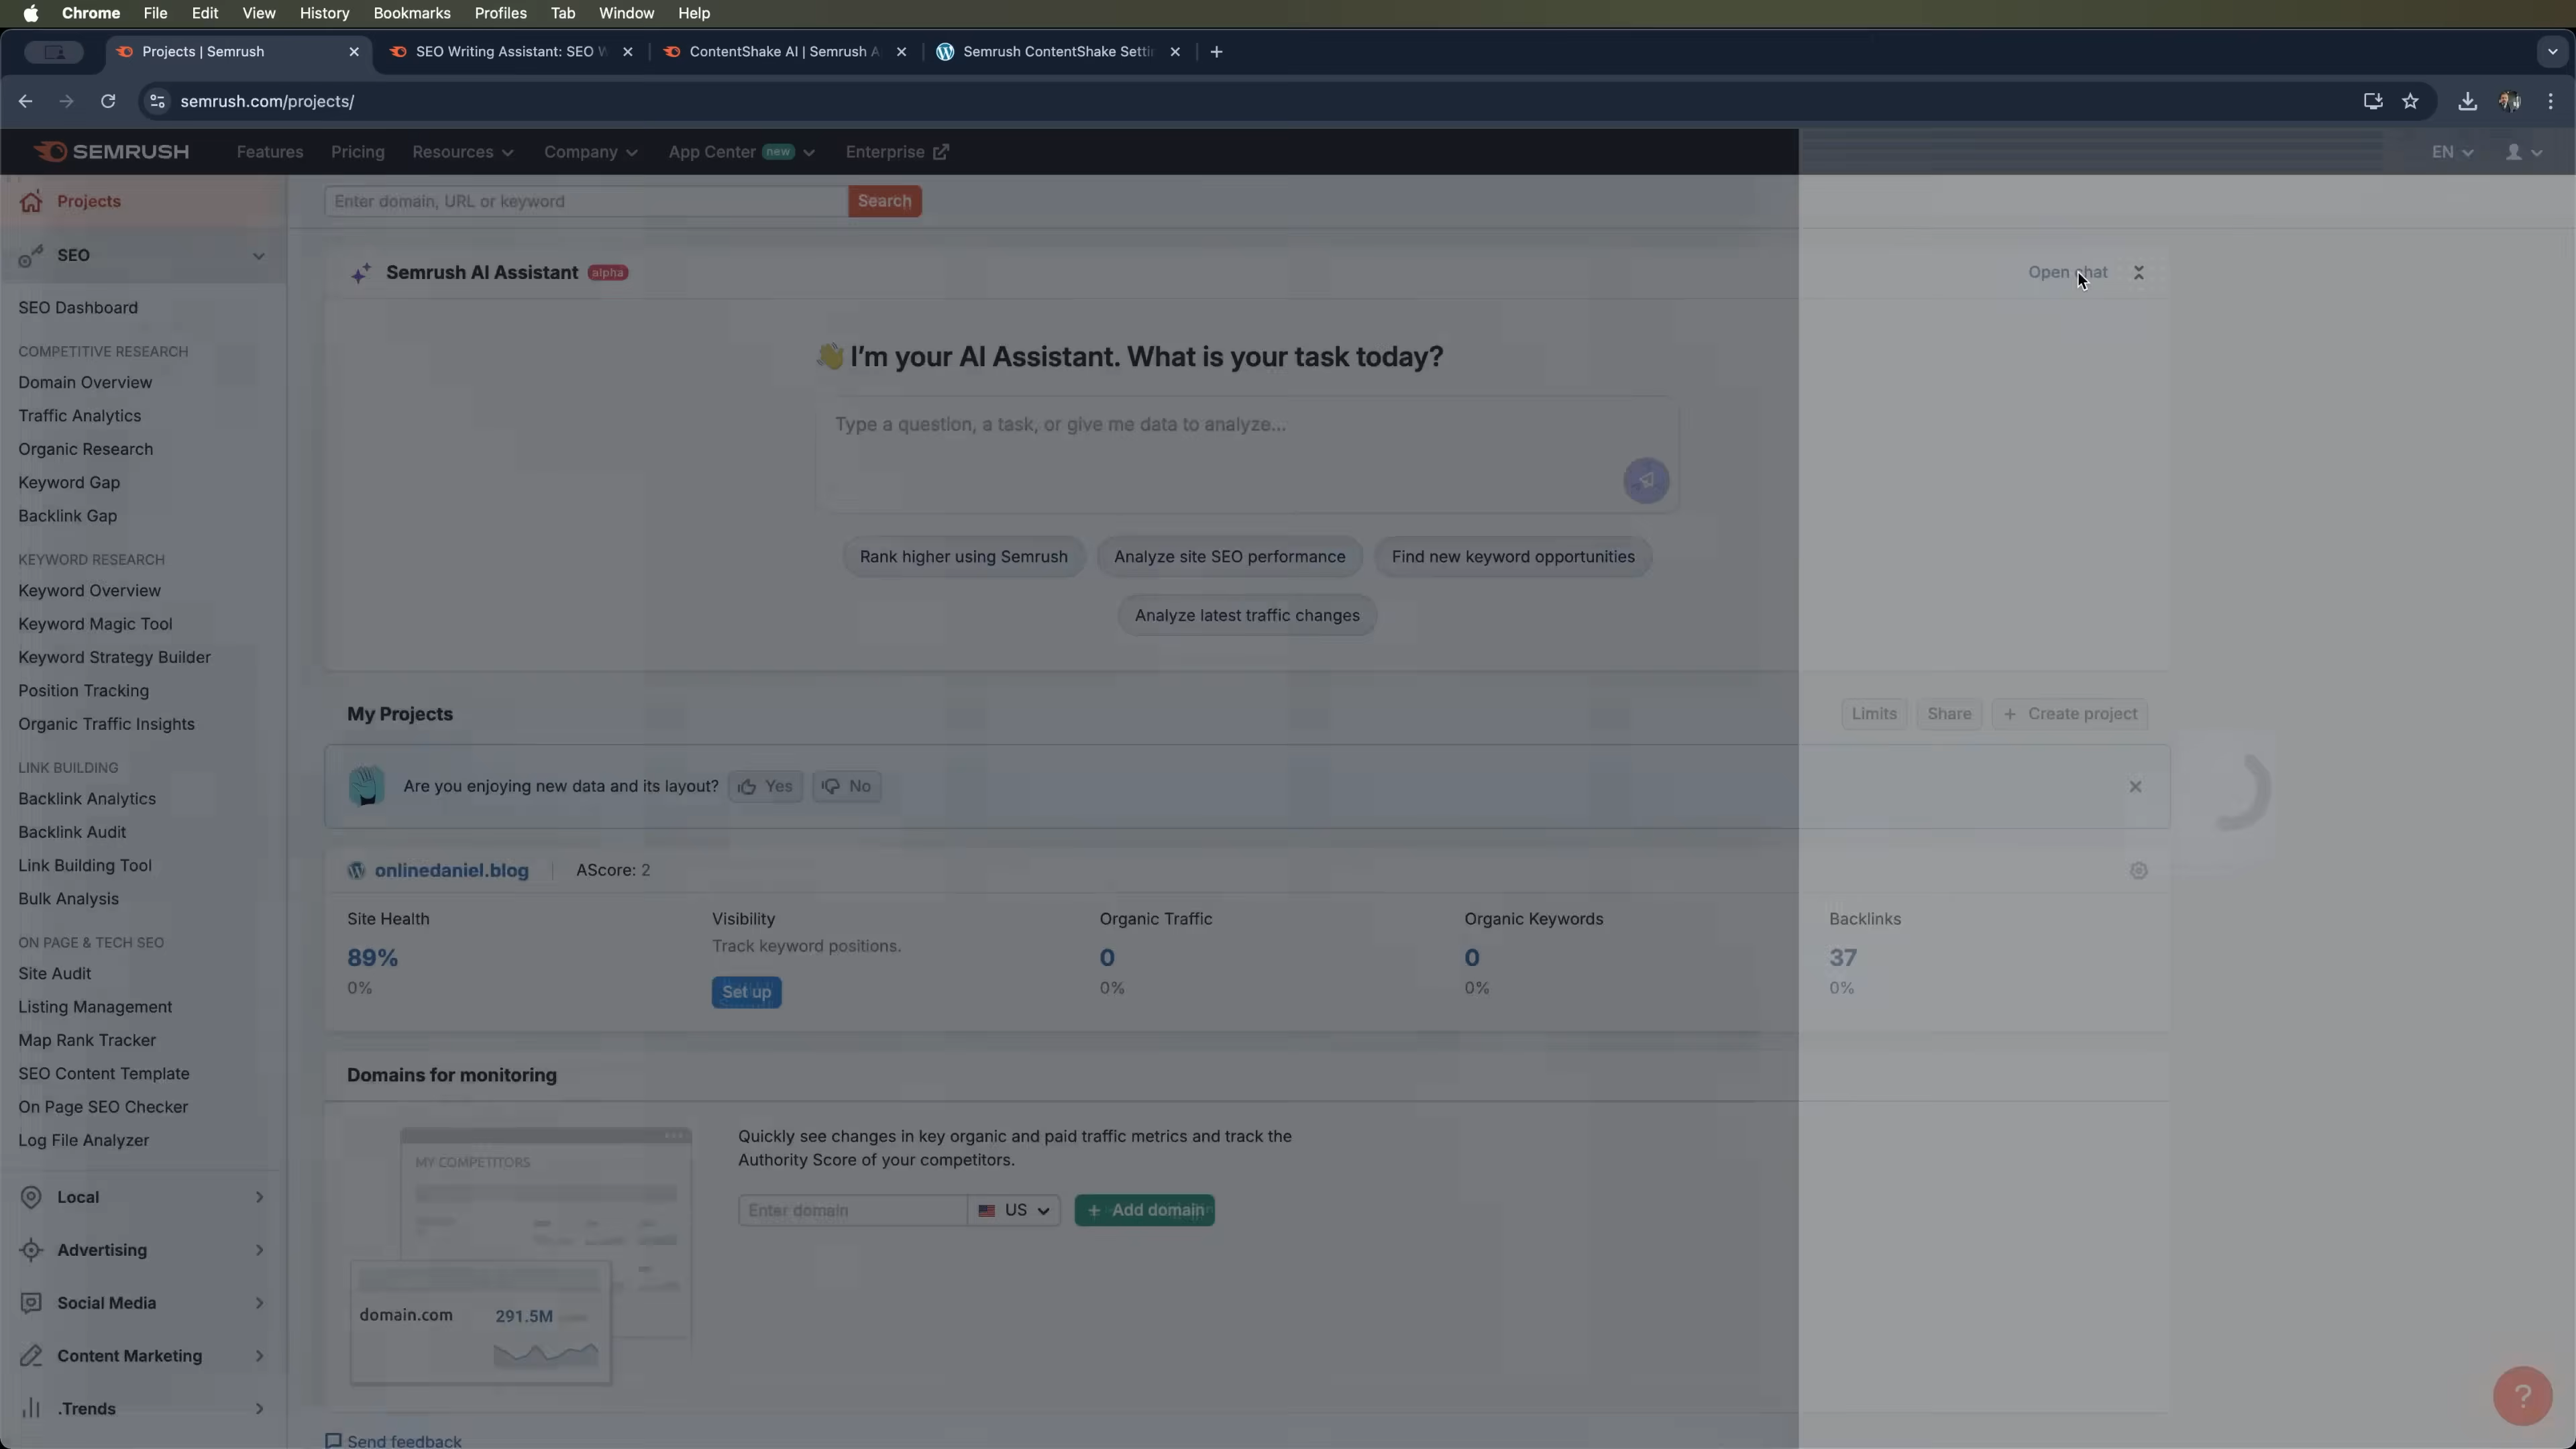 Chrome File Edit View History Bookmarks Profiles Tab Window Help
Projects | Semrush
SEO Writing Assistant: SEO W
ContentShake AI | Semrush A
Semrush ContentShake Setti
semrush.com/projects/
SEMRUSH Features Pricing Resources Company App Center new Enterprise EN
Projects
Enter domain, URL or keyword Search
SEO
SEO Dashboard
COMPETITIVE RESEARCH
Domain Overview
Traffic Analytics
Organic Research
Keyword Gap
Backlink Gap
KEYWORD RESEARCH
Keyword Overview
Keyword Magic Tool
Keyword Strategy Builder
Position Tracking
Organic Traffic Insights
LINK BUILDING
Backlink Analytics
Backlink Audit
Link Building Tool
Bulk Analysis
ON PAGE & TECH SEO
Site Audit
Listing Management
Map Rank Tracker
SEO Content Template
On Page SEO Checker
Log File Analyzer
Local
Advertising
Social Media
Content Marketing
.Trends
Semrush AI Assistant alpha
Open chat
I'm your AI Assistant. What is your task today?
Type a question, a task, or give me data to analyze...
Rank higher using Semrush
Analyze site SEO performance
Find new keyword opportunities
Analyze latest traffic changes
My Projects
Limits Share + Create project
Are you enjoying new data and its layout? Yes No
onlinedaniel.blog AScore: 2
Site Health Visibility Organic Traffic Organic Keywords Backlinks
Track keyword positions.
89% 0 0 37
0% Set up 0% 0% 0%
Domains for monitoring
MY COMPETITORS
domain.com 291.5M
Quickly see changes in key organic and paid traffic metrics and track the
Authority Score of your competitors.
Enter domain US + Add domain
Send feedback
?